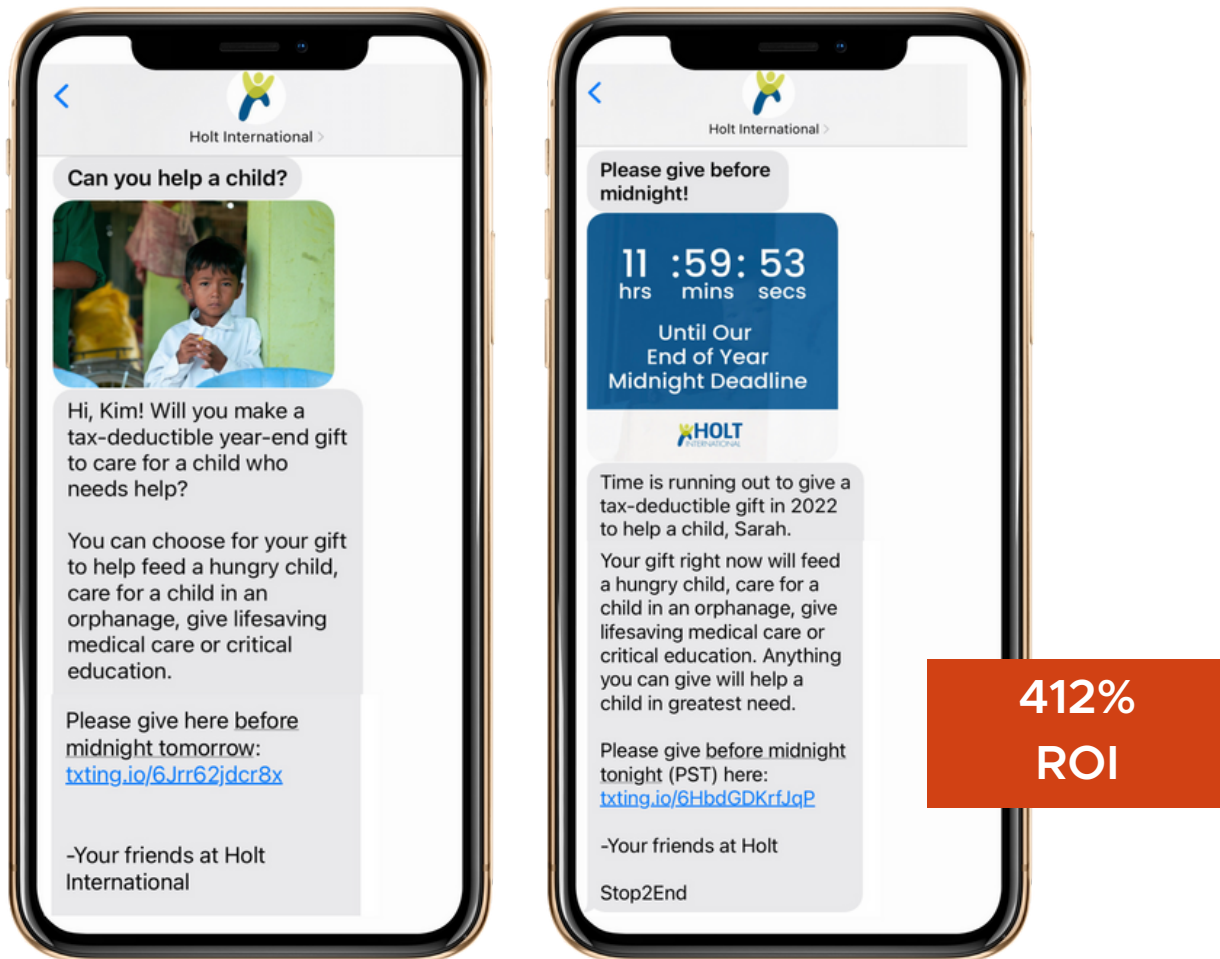 Holt International >
Can you help a child?
Hi, Kim! Will you make a
tax-deductible year-end gift
to care for a child who
needs help?
You can choose for your gift
to help feed a hungry child,
care for a child in an
orphanage, give lifesaving
medical care or critical
education.
Please give here before
midnight tomorrow:
txting.io/6Jrr62jdcr8x
-Your friends at Holt
International
Holt International >
Please give before
midnight!
11 :59: 53
hrs mins secs
Until Our
End of Year
Midnight Deadline
HOLT
INTERNATIONAL
Time is running out to give a
tax-deductible gift in 2022
to help a child, Sarah.
Your gift right now will feed
a hungry child, care for a
child in an orphanage, give
lifesaving medical care or
critical education. Anything
you can give will help a
child in greatest need.
Please give before midnight
tonight (PST) here:
txting.io/6HbdGDKrfJqP
-Your friends at Holt
Stop2End
412%
ROI